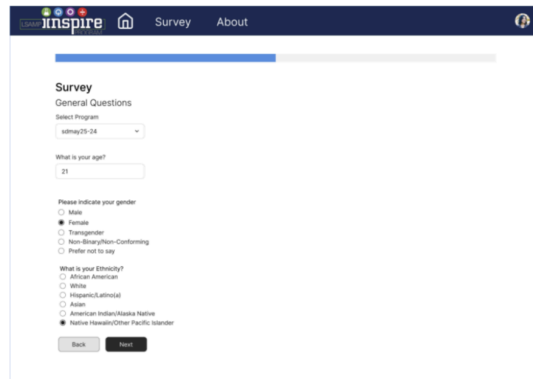 LSAMP inspire Survey About
PROGRAM
Survey
General Questions
Select Program
sdmay25-24
What is your age?
21
Please indicate your gender
Male
Female
Transgender
Non-Binary/Non-Conforming
Prefer not to say
What is your Ethnicity?
African American
White
Hispanic/Latino(a)
Asian
American Indian/Alaska Native
Native Hawaiin/Other Pacific Islander
Back Next